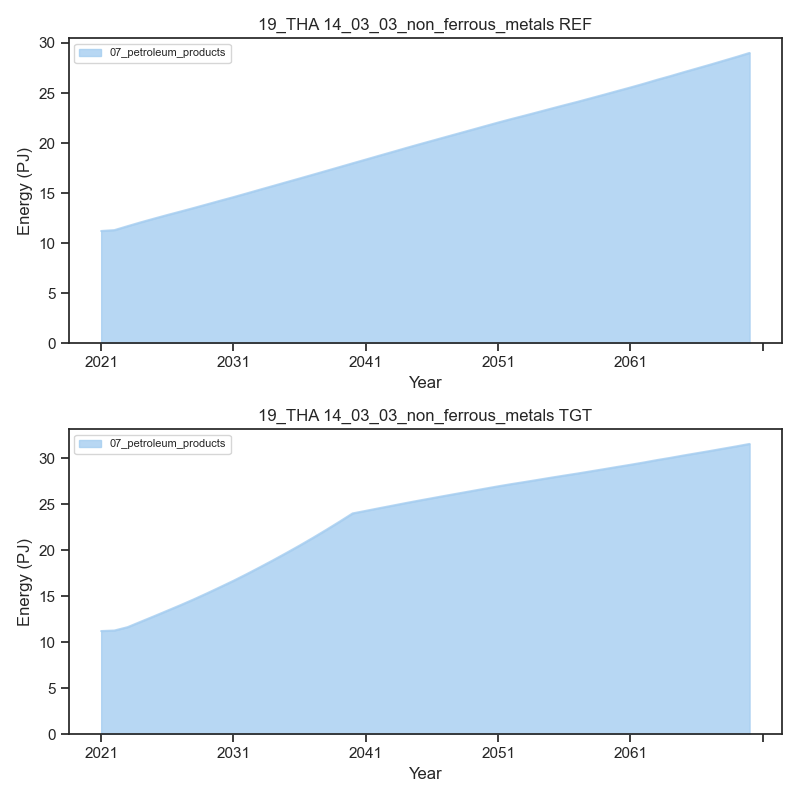 19_THA 14_03_03_non_ferrous_metals REF
07_petroleum_products
30
25
20
15
10
5
0
Energy (PJ)
2021 2031 2041 2051 2061
Year
19_THA 14_03_03_non_ferrous_metals TGT
07_petroleum_products
30
25
20
15
10
5
0
Energy (PJ)
2021 2031 2041 2051 2061
Year